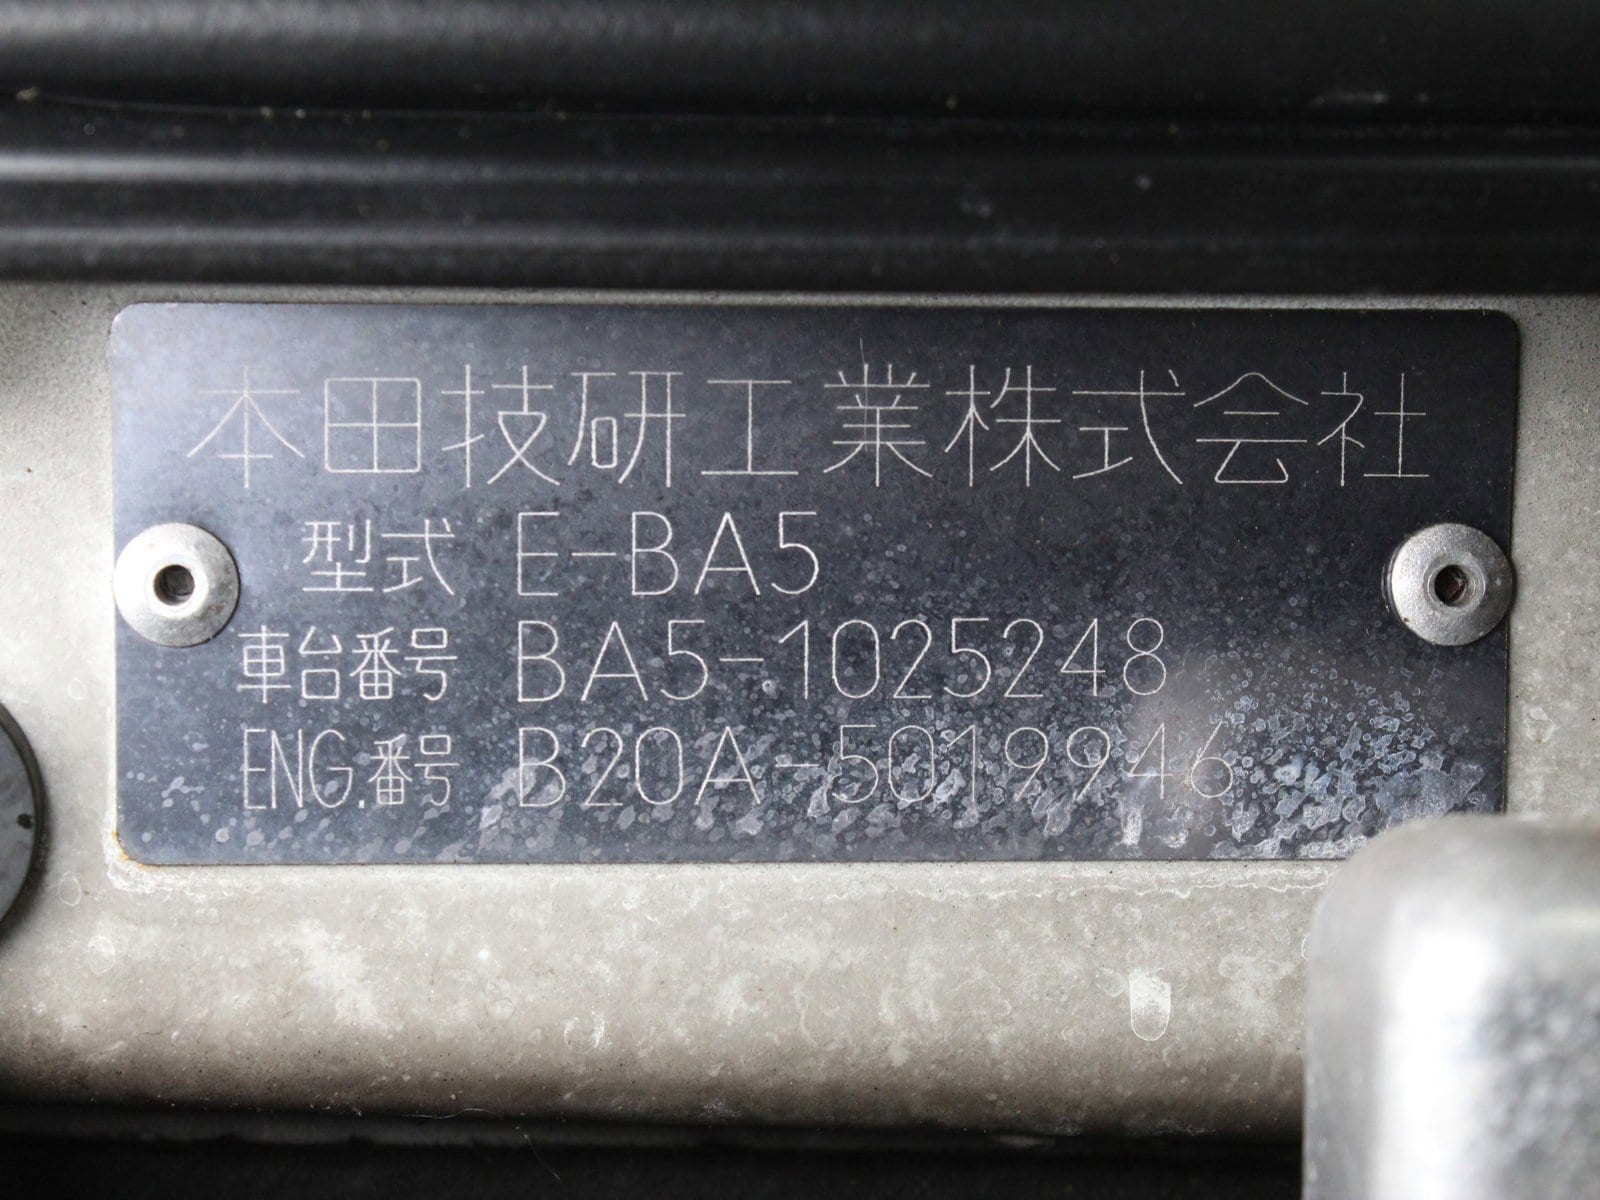 本田技研工業株式会社
型式 E-BA5
車台番号 BA5-1025248
ENG.番号 B20A-5019946